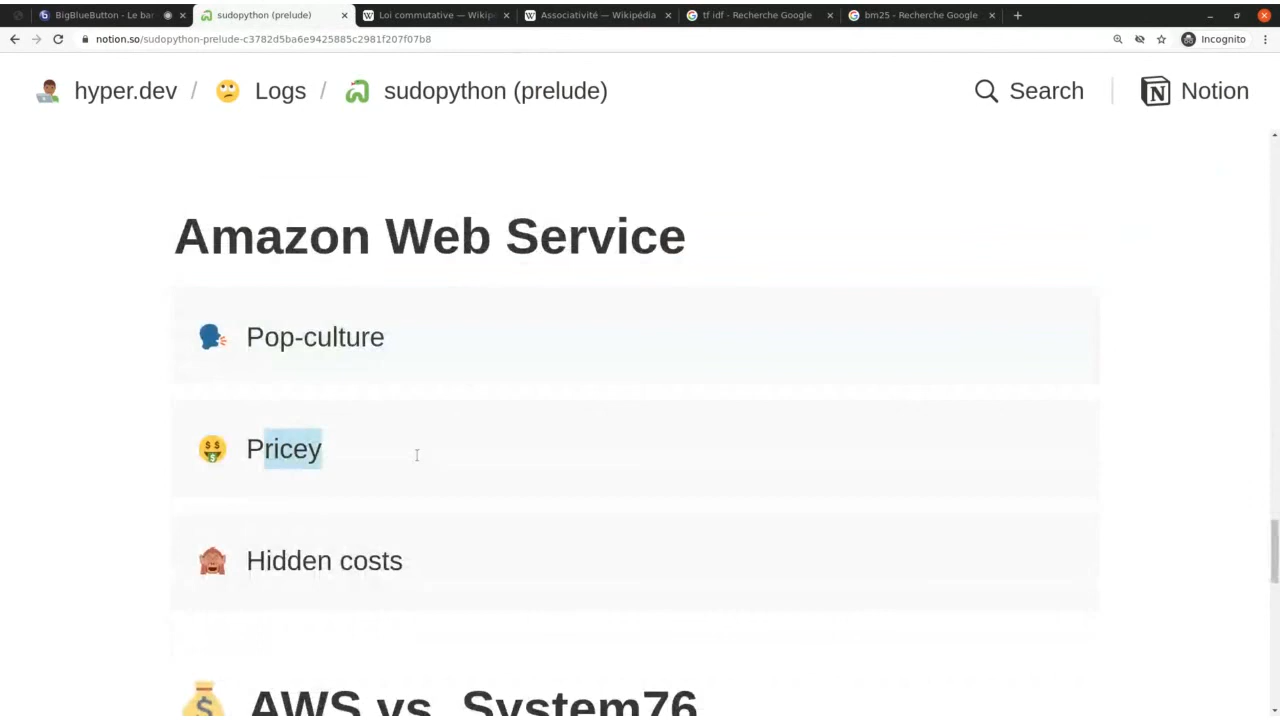 BigBlueButton - Le ba
sudopython (prelude)
Loi commutative — Wikip
Associativité — Wikipédia
tf idf - Recherche Google
bm25 - Recherche Google
notion.so/sudopython-prelude-c3782d5ba6e9425885c2981f207f07b8
Incognito
hyper.dev / Logs / sudopython (prelude)
Search
Notion
Amazon Web Service
Pop-culture
Pricey
Hidden costs
AWS vs. System76